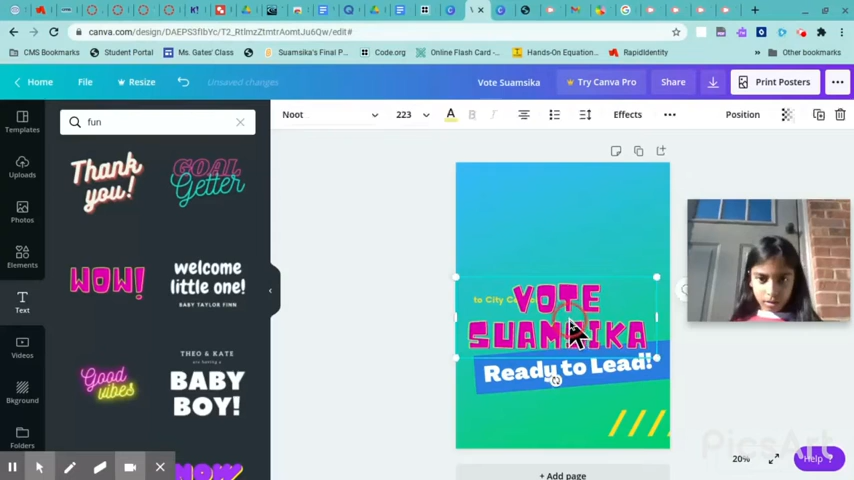 canva.com/design/DAEPS3fIbYc/T2_RtlmzZtmtrAomtJu6Qw/edit#
CMS Bookmarks
Student Portal
Ms. Gates' Class
Suamsika's Final P...
Code.org
Online Flash Card -...
Hands-On Equation...
RapidIdentity
Other bookmarks
Home
File
Resize
Unsaved changes
Vote Suamsika
Try Canva Pro
Share
Print Posters
Templates
Uploads
Photos
Elements
Text
Videos
Bkground
Folders
fun
Thank you!
GOAL Getter
WOW!
welcome little one!
BABY TAYLOR FINN
Good vibes
THEO & KATE
BABY BOY!
Noot
223
A
B
I
Effects
Position
to City Co
VOTE
SUAMSIKA
Ready to Lead!
+ Add page
20%
Help ?
PicsArt